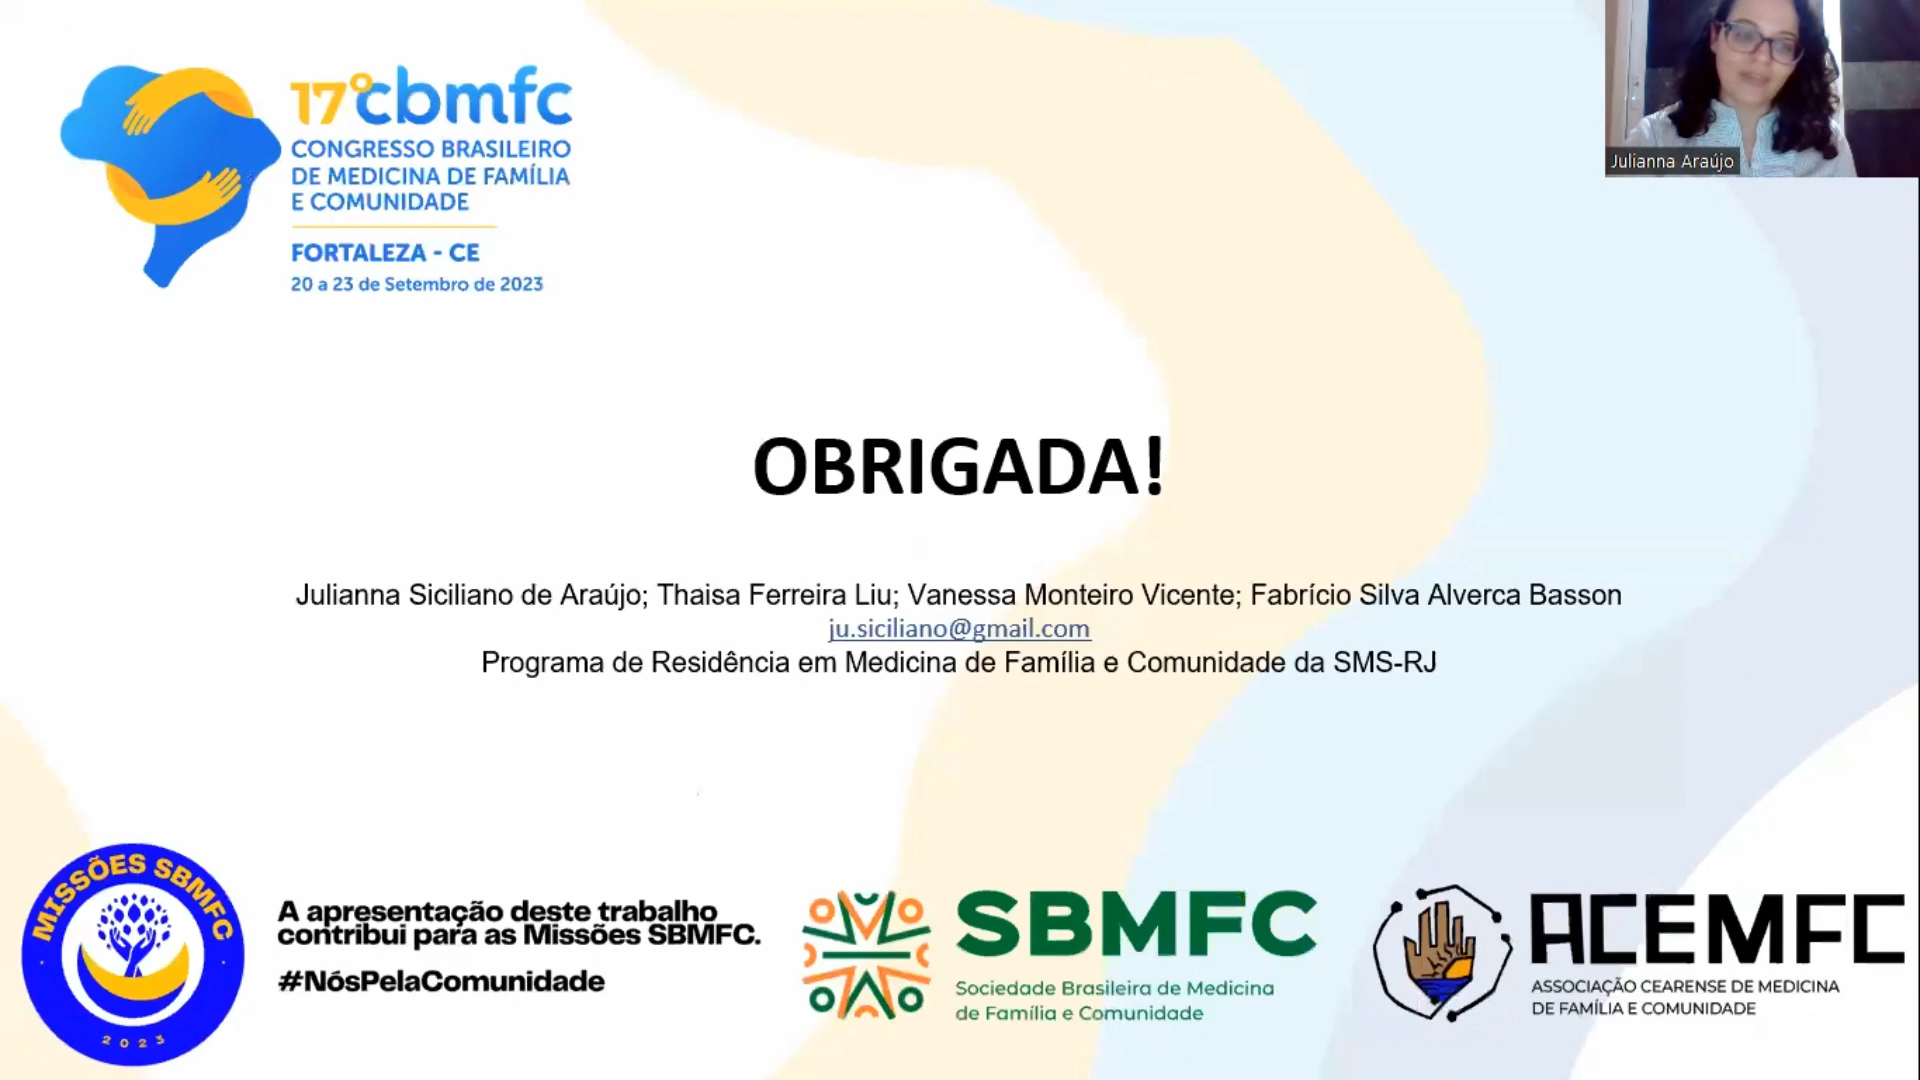 17º cbmfc
CONGRESSO BRASILEIRO
DE MEDICINA DE FAMÍLIA
E COMUNIDADE
FORTALEZA - CE
20 a 23 de Setembro de 2023
Julianna Araújo
OBRIGADA!
Julianna Siciliano de Araújo; Thaisa Ferreira Liu; Vanessa Monteiro Vicente; Fabrício Silva Alverca Basson
ju.siciliano@gmail.com
Programa de Residência em Medicina de Família e Comunidade da SMS-RJ
MISSÕES SBMFC
2023
A apresentação deste trabalho
contribui para as Missões SBMFC.
#NósPelaComunidade
SBMFC
Sociedade Brasileira de Medicina
de Família e Comunidade
ACEMFC
ASSOCIAÇÃO CEARENSE DE MEDICINA
DE FAMÍLIA E COMUNIDADE